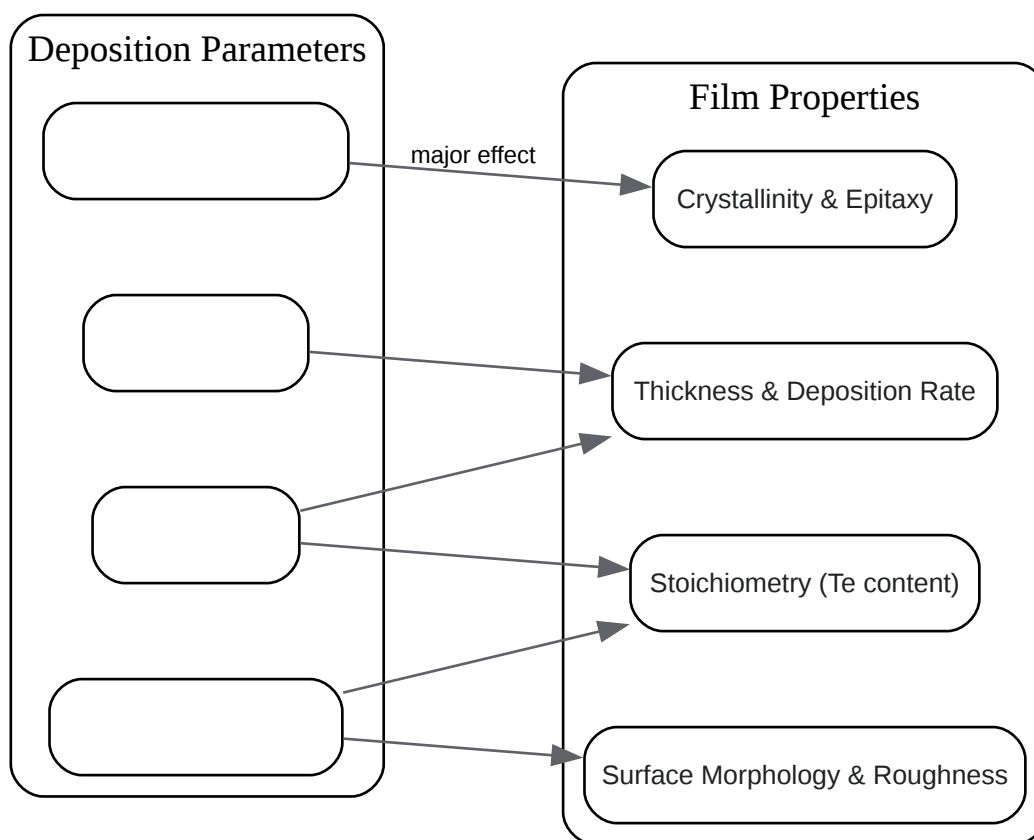 Deposition Parameters
Film Properties
major effect
Crystallinity & Epitaxy
Thickness & Deposition Rate
Stoichiometry (Te content)
Surface Morphology & Roughness